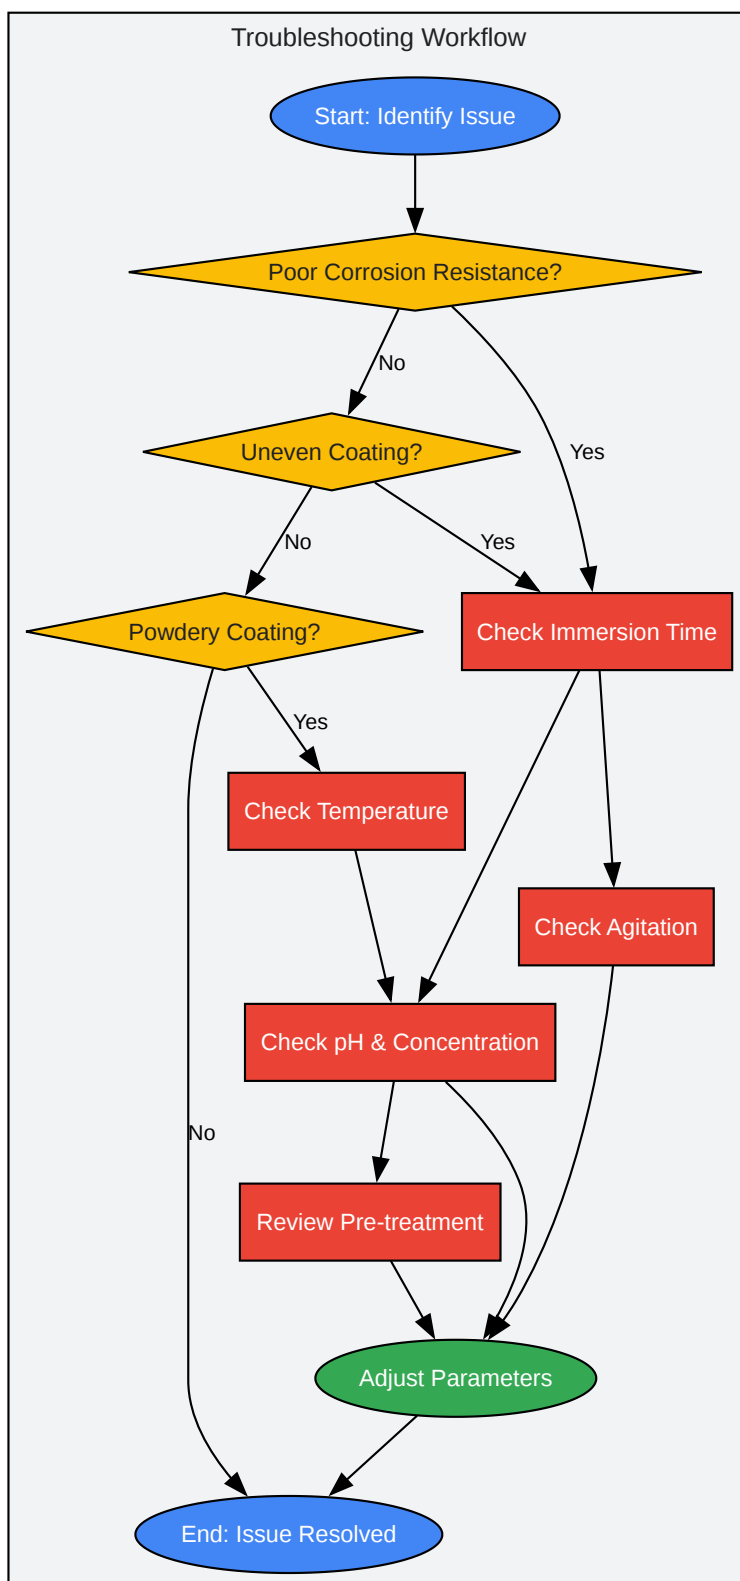 Troubleshooting Workflow
Start: Identify Issue
Poor Corrosion Resistance?
No
Yes
Uneven Coating?
No
Yes
Powdery Coating?
Check Immersion Time
Yes
Check Temperature
Check Agitation
Check pH & Concentration
No
Review Pre-treatment
Adjust Parameters
End: Issue Resolved